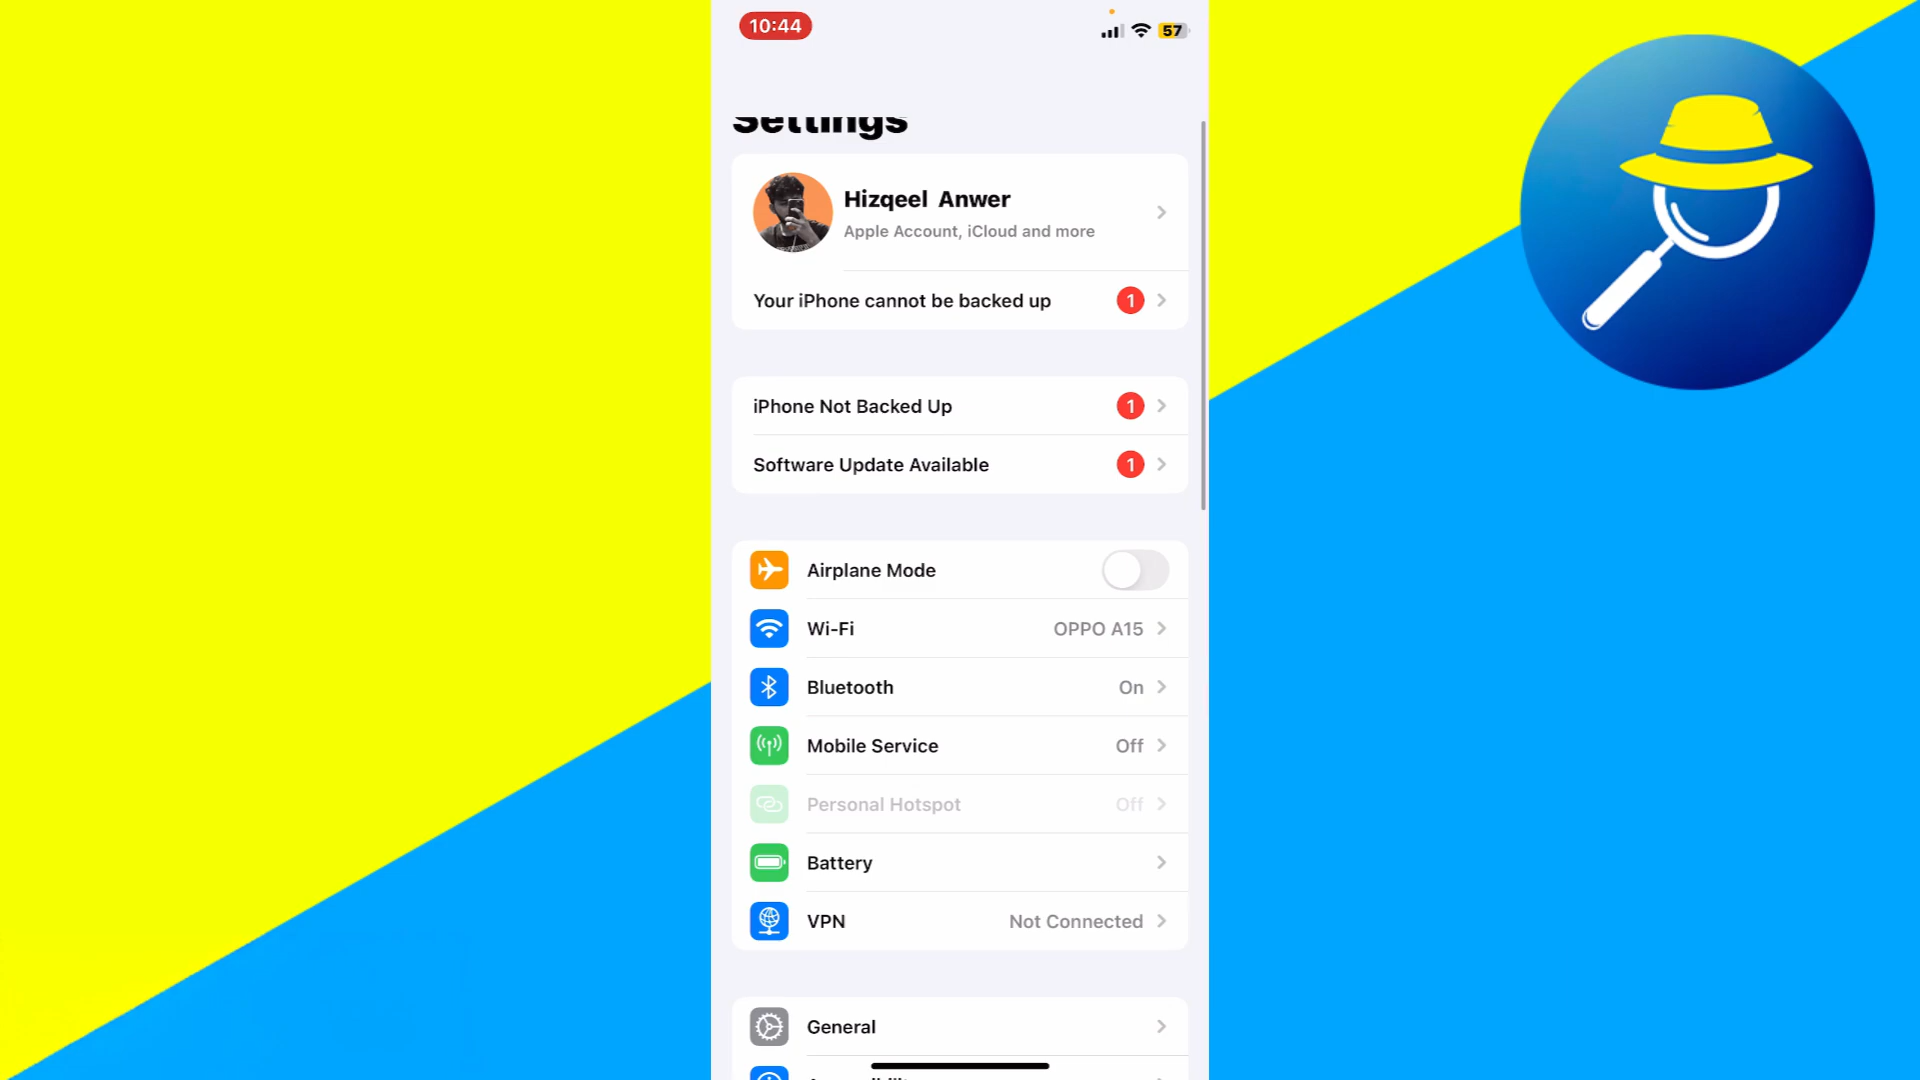 10:44
57
Settings
Hizqeel Anwer
Apple Account, iCloud and more
Your iPhone cannot be backed up 1
iPhone Not Backed Up 1
Software Update Available 1
Airplane Mode
Wi-Fi OPPO A15
Bluetooth On
Mobile Service Off
Personal Hotspot Off
Battery
VPN Not Connected
General